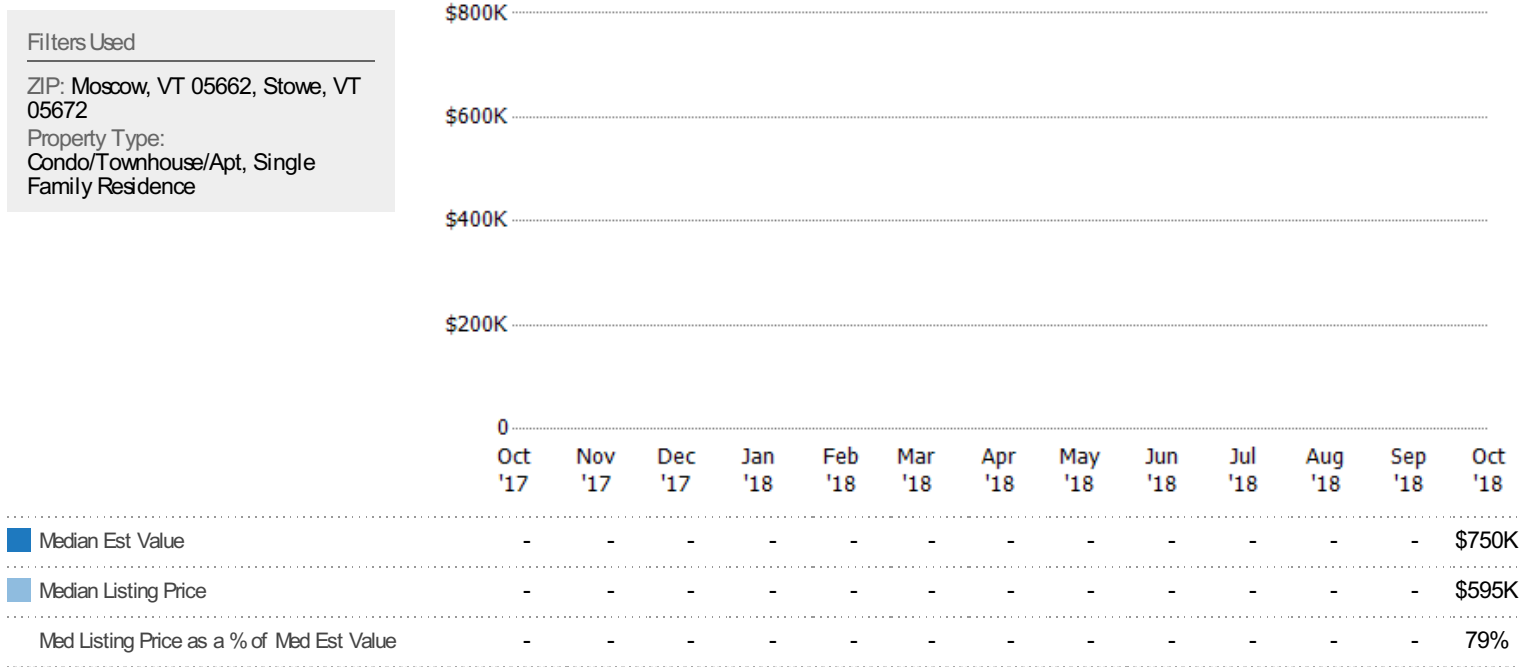 Filters Used
ZIP: Moscow, VT 05662, Stowe, VT
05672
Property Type:
Condo/Townhouse/Apt, Single
Family Residence
$800K
$600K
$400K
$200K
0
Oct Nov Dec Jan Feb Mar Apr May Jun Jul Aug Sep Oct
'17 '17 '17 '18 '18 '18 '18 '18 '18 '18 '18 '18 '18
Median Est Value - - - - - - - - - - - - $750K
Median Listing Price - - - - - - - - - - - - $595K
Med Listing Price as a % of Med Est Value - - - - - - - - - - - - 79%